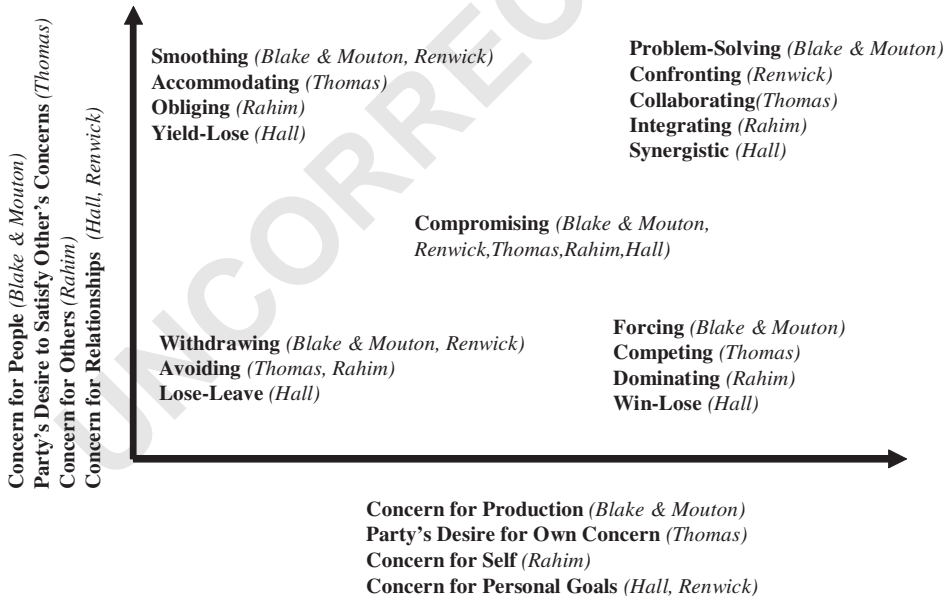 Smoothing (Blake & Mouton, Renwick)
Accommodating (Thomas)
Obliging (Rahim)
Yield-Lose (Hall)
Problem-Solving (Blake & Mouton)
Confronting (Renwick)
Collaborating(Thomas)
Integrating (Rahim)
Synergistic (Hall)
Compromising (Blake & Mouton,
Renwick,Thomas,Rahim,Hall)
Withdrawing (Blake & Mouton, Renwick)
Avoiding (Thomas, Rahim)
Lose-Leave (Hall)
Forcing (Blake & Mouton)
Competing (Thomas)
Dominating (Rahim)
Win-Lose (Hall)
Concern for People (Blake & Mouton)
Party's Desire to Satisfy Other's Concerns (Thomas)
Concern for Others (Rahim)
Concern for Relationships (Hall, Renwick)
Concern for Production (Blake & Mouton)
Party's Desire for Own Concern (Thomas)
Concern for Self (Rahim)
Concern for Personal Goals (Hall, Renwick)
UNCORREC